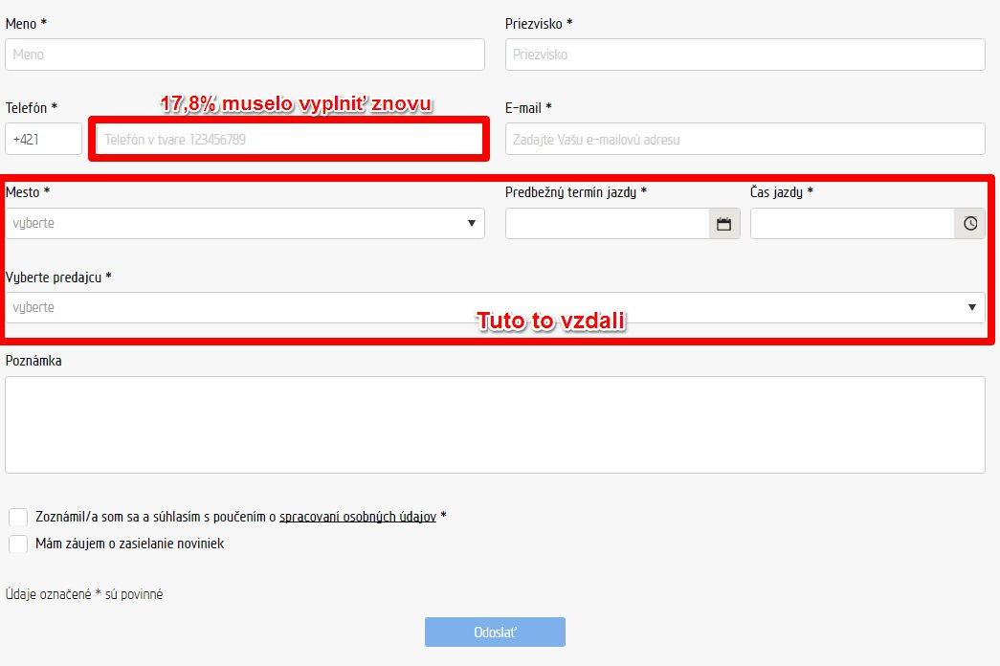 Meno * Priezvisko *
Meno Priezvisko
17,8% muselo vyplniť znovu
Telefón * E-mail *
+421 Telefón v tvare 123456789 Zadajte Vašu e-mailovú adresu
Mesto * Predbežný termín jazdy * Čas jazdy *
vyberte
Vyberte predajcu *
vyberte
Tuto to vzdali
Poznámka
Zoznámil/a som sa a súhlasím s poučením o spracovaní osobných údajov *
Mám záujem o zasielanie noviniek
Údaje označené * sú povinné
Odoslať